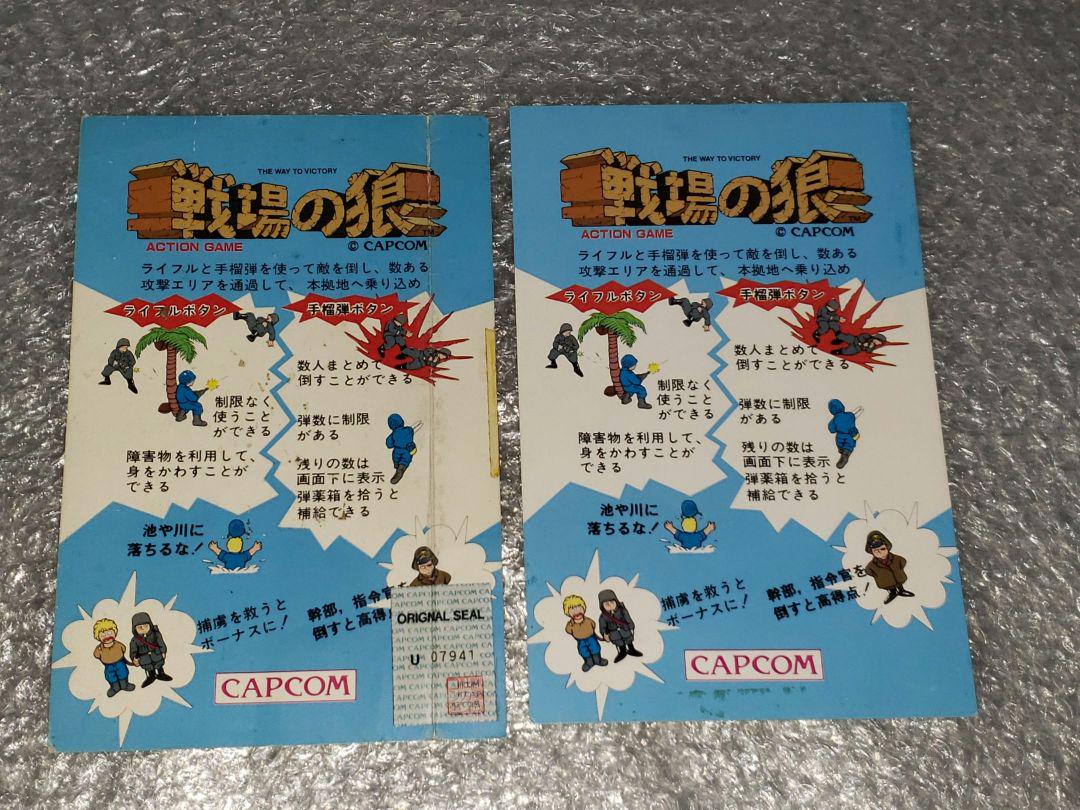 THE WAY TO VICTORY
戦場の狼
TM
ACTION GAME
© CAPCOM
ライフルと手榴弾を使って敵を倒し、数ある
攻撃エリアを通過して、本拠地へ乗り込め
ライフルボタン
手榴弾ボタン
数人まとめて
倒すことができる
制限なく
使うこと
ができる
弾数に制限
がある
障害物を利用して、
身をかわすことが
できる
残りの数は
画面下に表示
弾薬箱を拾うと
補給できる
池や川に
落ちるな!
捕虜を救うと
ボーナスに!
幹部,指令官を
倒すと高得
CAPCOM
ORIGNAL SEAL
U 07941
THE WAY TO VICTORY
戦場の狼
TM
ACTION GAME
© CAPCOM
ライフルと手榴弾を使って敵を倒し、数ある
攻撃エリアを通過して、本拠地へ乗り込め
ライフルボタン
手榴弾ボタン
数人まとめて
倒すことができる
制限なく
使うこと
ができる
弾数に制限
がある
障害物を利用して、
身をかわすことが
できる
残りの数は
画面下に表示
弾薬箱を拾うと
補給できる
池や川に
落ちるな!
捕虜を救うと
ボーナスに!
幹部,指令官を
倒すと高得点!
CAPCOM